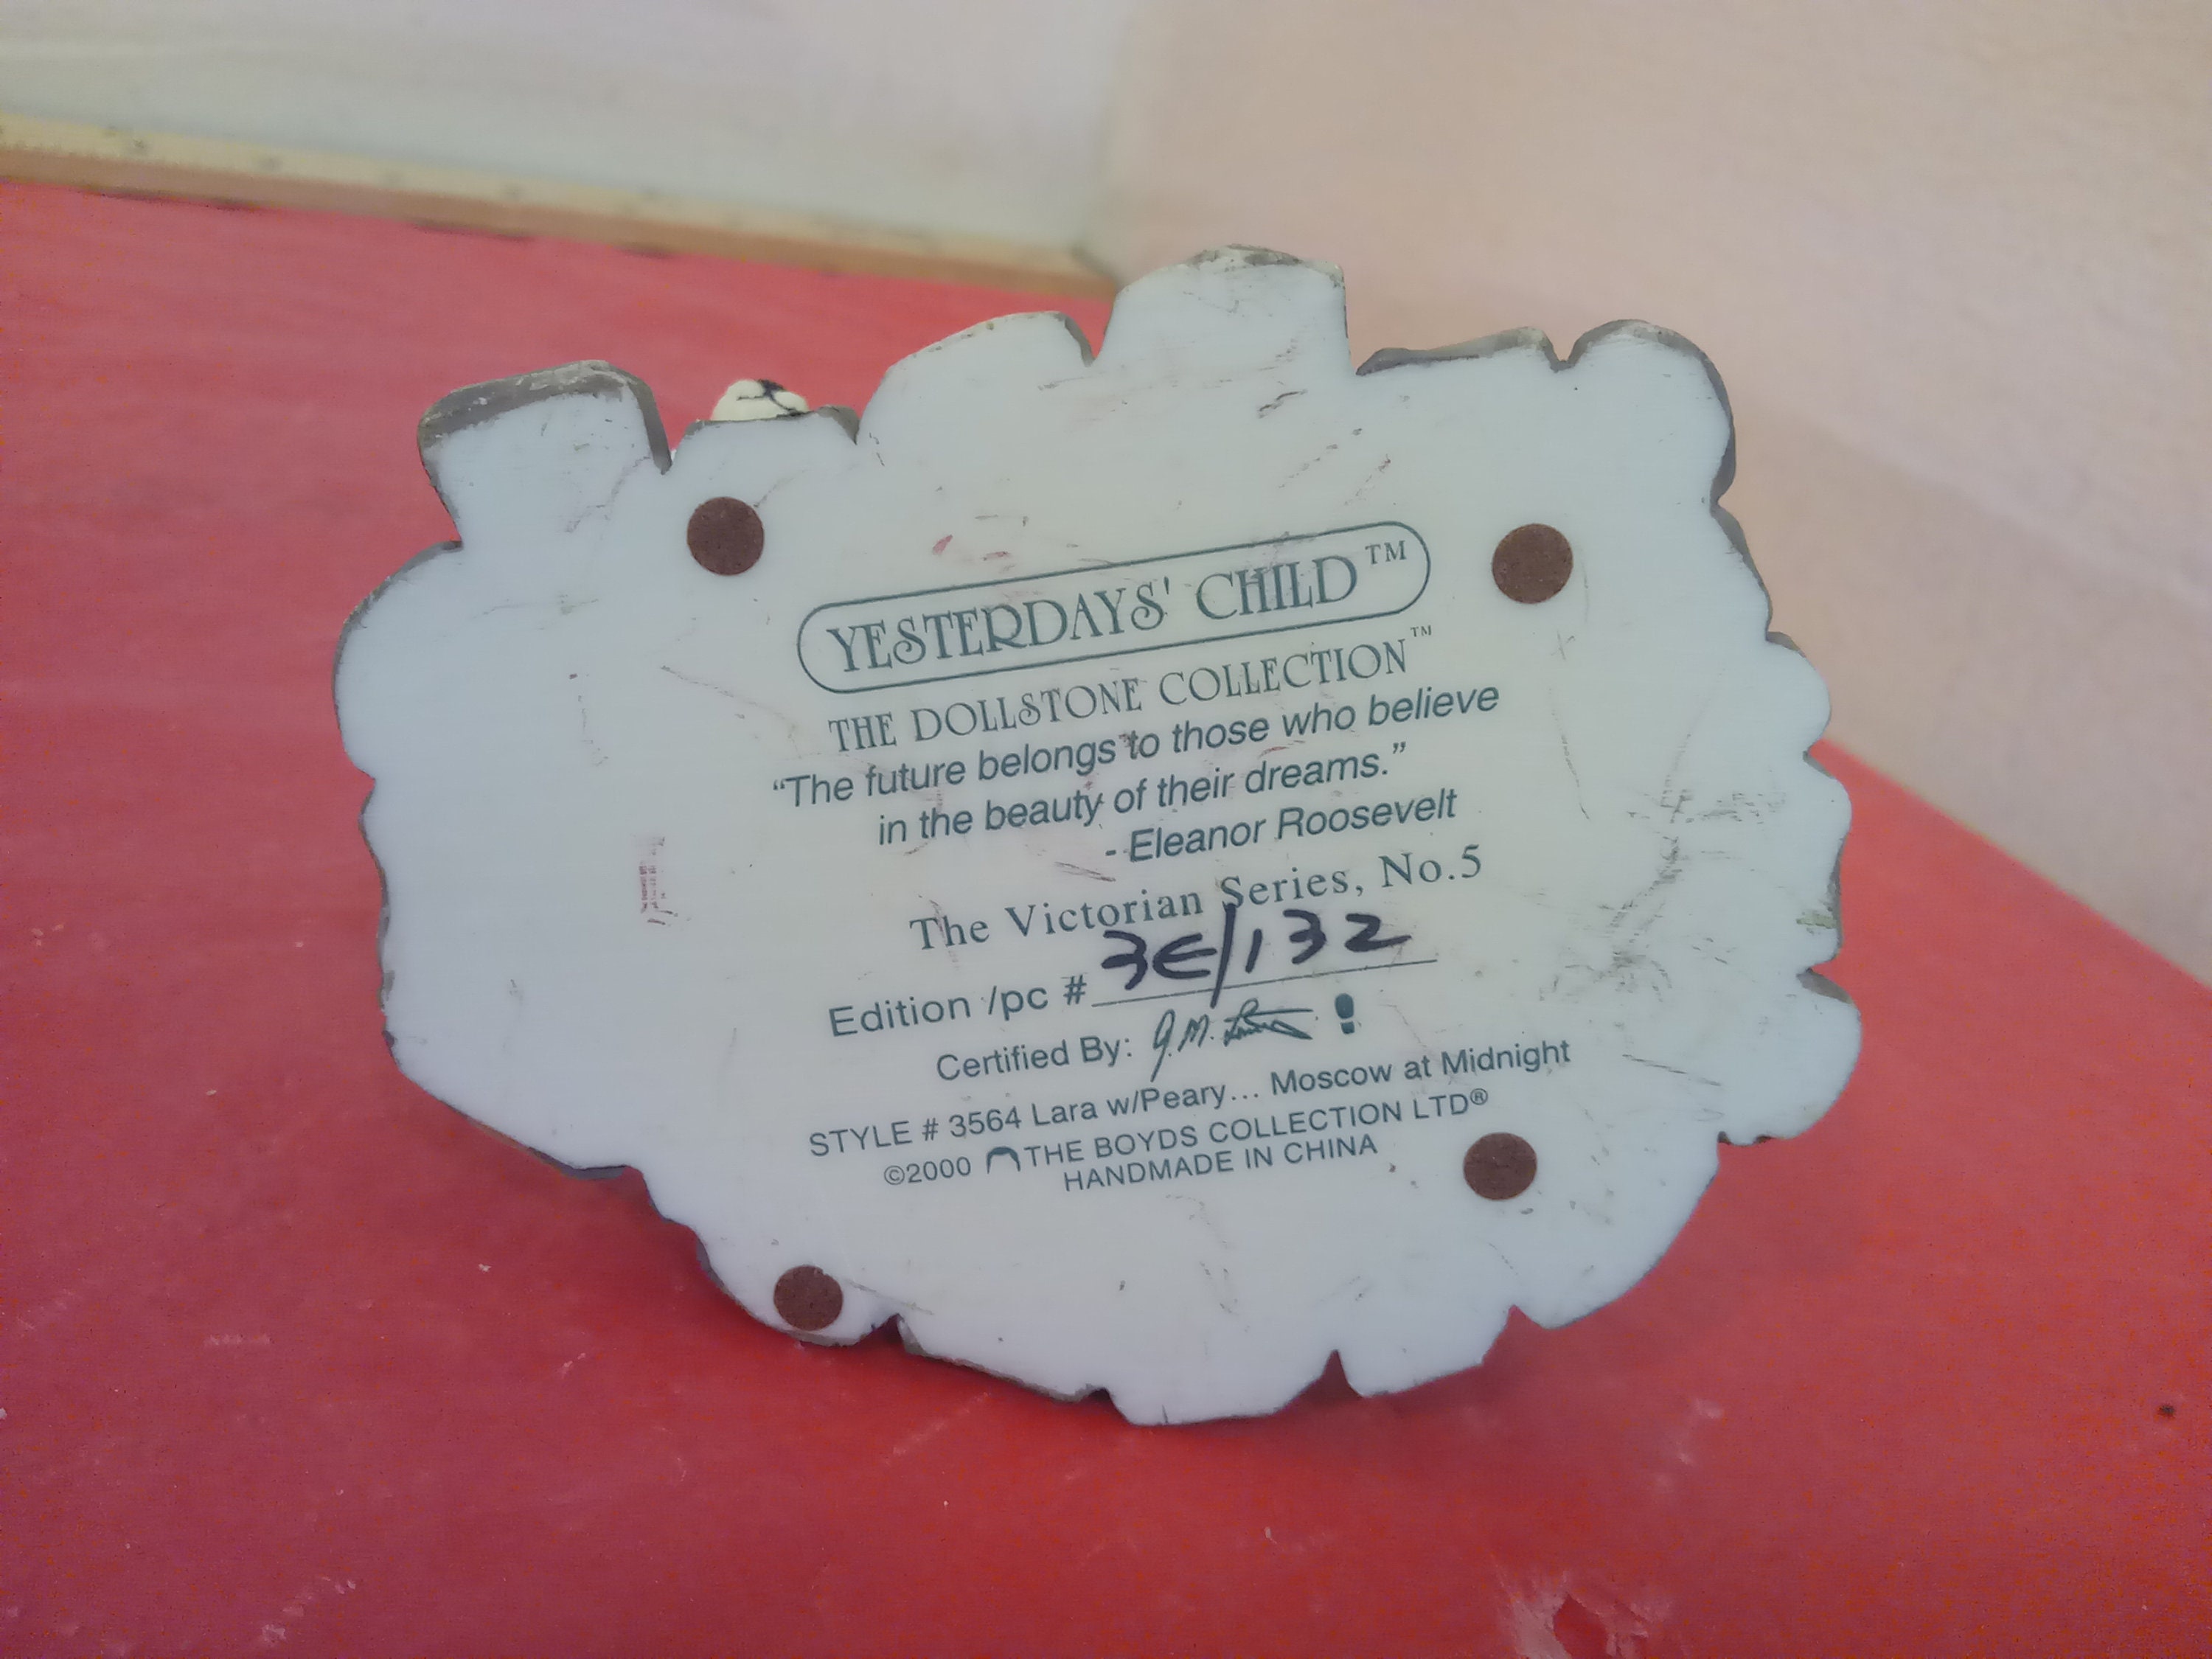 YESTERDAYS' CHILD™
THE DOLLSTONE COLLECTION™
“The future belongs to those who believe
in the beauty of their dreams.”
- Eleanor Roosevelt
The Victorian Series, No.5
Edition /pc # 3E/132
Certified By: J.M.
STYLE # 3564 Lara w/Peary... Moscow at Midnight
©2000 THE BOYDS COLLECTION LTD®
HANDMADE IN CHINA